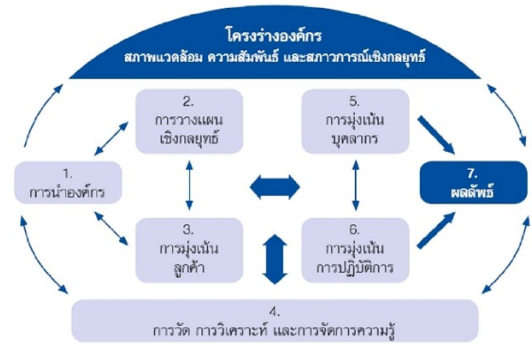 โครงร่างองค์กร
สภาพแวดล้อม ความสัมพันธ์ และสภาวการณ์เชิงกลยุทธ์
2.
การวางแผน
เชิงกลยุทธ์
5.
การมุ่งเน้น
บุคลากร
1.
การนำองค์กร
7.
ผลลัพธ์
3.
การมุ่งเน้น
ลูกค้า
6.
การมุ่งเน้น
การปฏิบัติการ
4.
การวัด การวิเคราะห์ และการจัดการความรู้